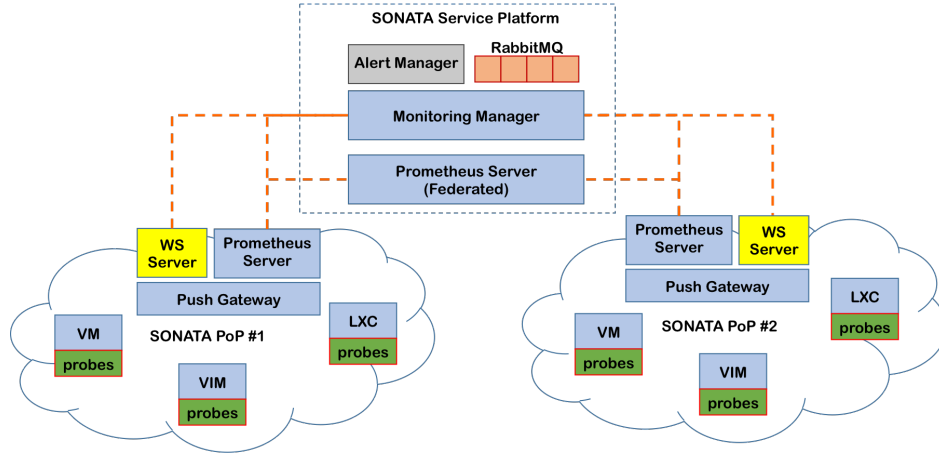 SONATA Service Platform
RabbitMQ
Alert Manager
Monitoring Manager
Prometheus Server
(Federated)
WS
Server
Prometheus
Server
Push Gateway
SONATA PoP #1
VM
probes
LXC
probes
VIM
probes
Prometheus
Server
WS
Server
Push Gateway
SONATA PoP #2
VM
probes
LXC
probes
VIM
probes